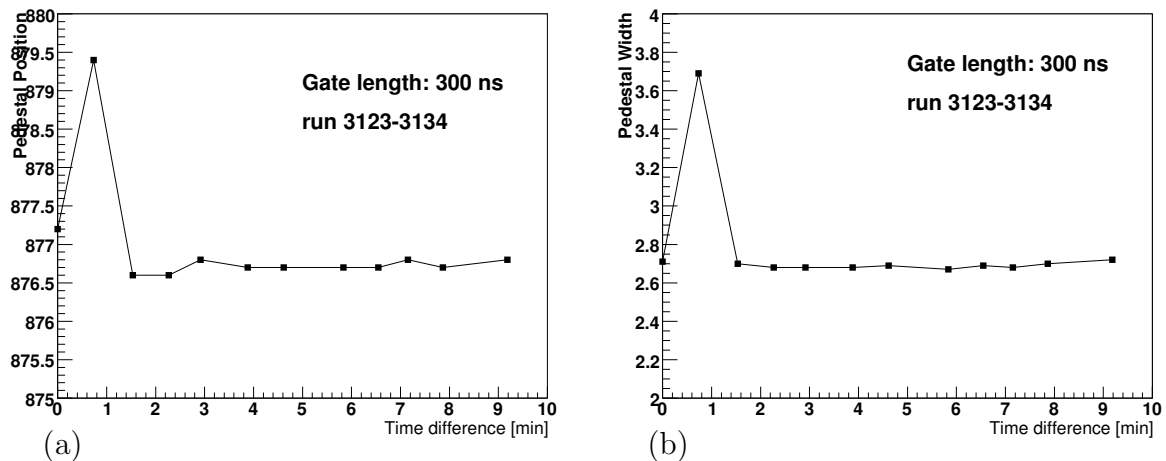 880
879.5
879
878.5
878
877.5
877
876.5
876
875.5
875
Pedestal Position
Gate length: 300 ns
run 3123-3134
0 1 2 3 4 5 6 7 8 9 10
Time difference [min]
(a)
4
3.8
3.6
3.4
3.2
3
2.8
2.6
2.4
2.2
2
Pedestal Width
Gate length: 300 ns
run 3123-3134
0 1 2 3 4 5 6 7 8 9 10
Time difference [min]
(b)